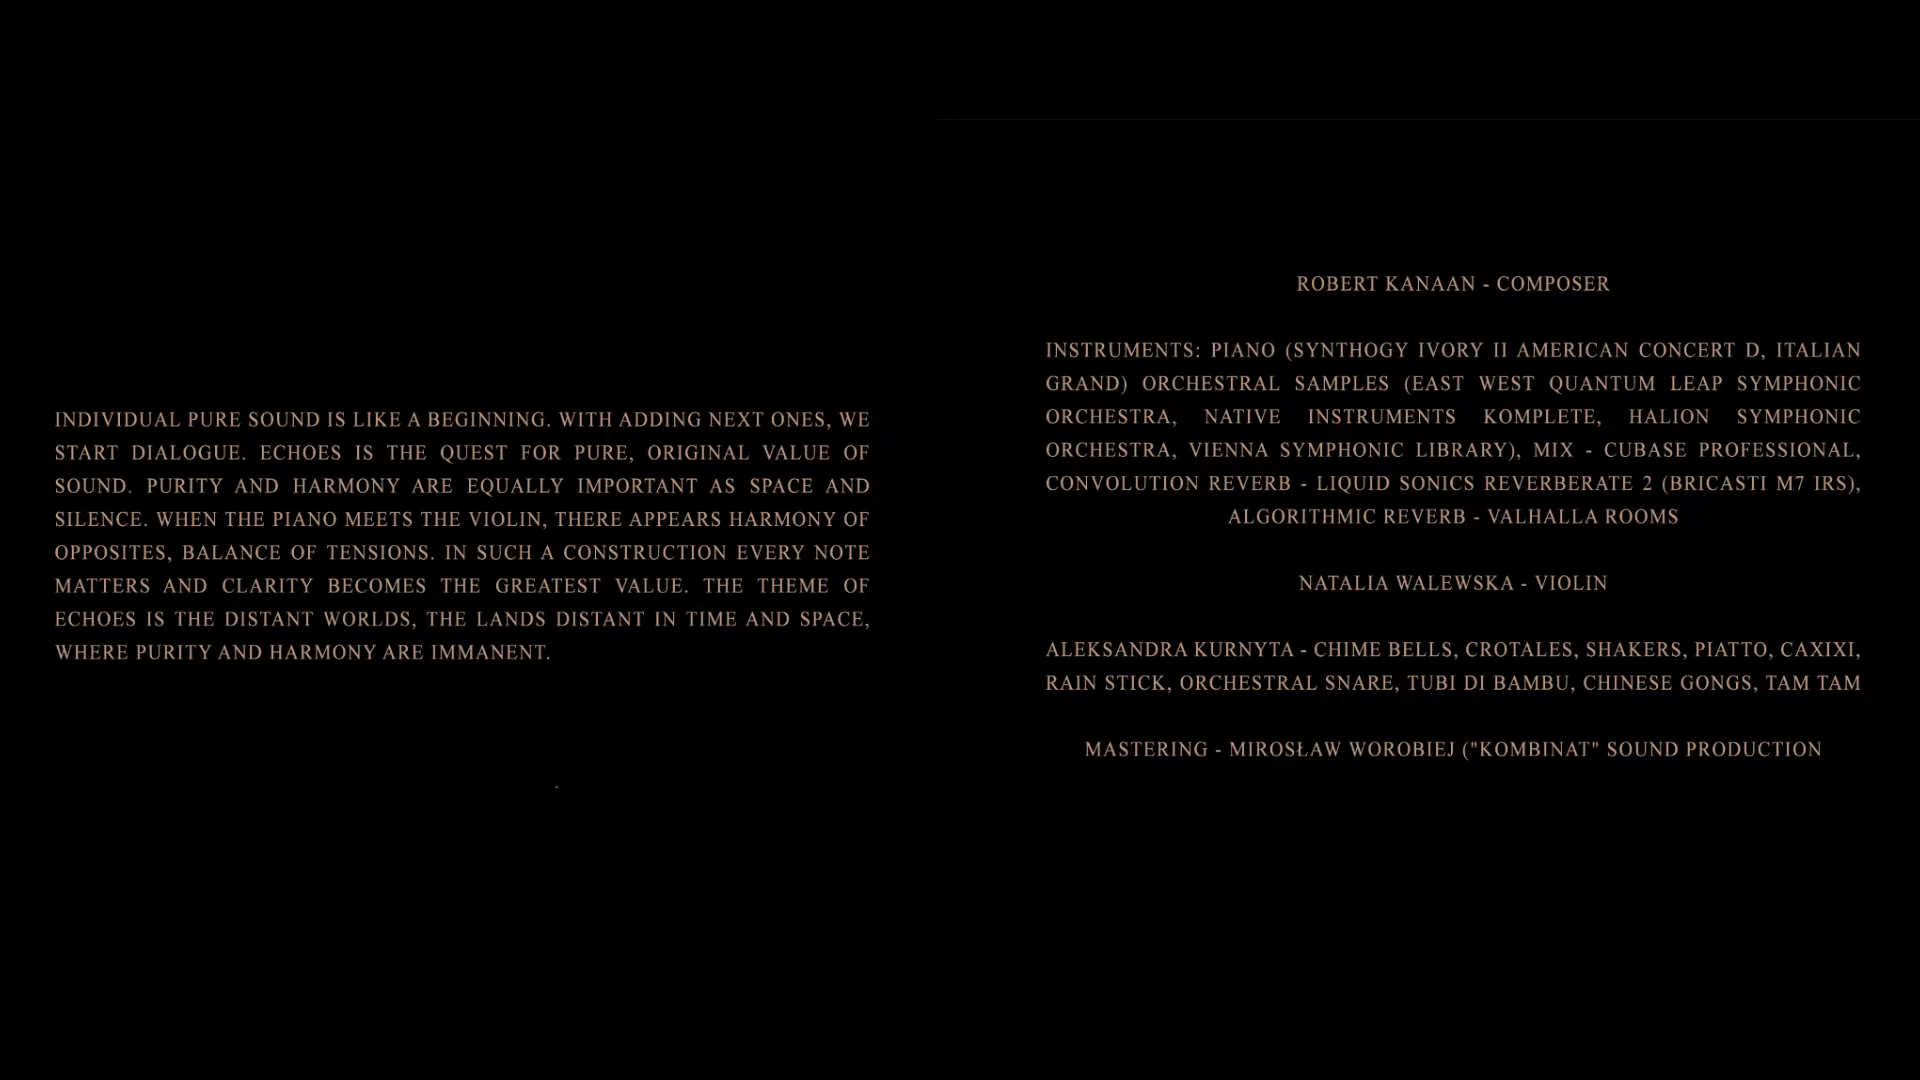 INDIVIDUAL PURE SOUND IS LIKE A BEGINNING. WITH ADDING NEXT ONES, WE
START DIALOGUE. ECHOES IS THE QUEST FOR PURE, ORIGINAL VALUE OF
SOUND. PURITY AND HARMONY ARE EQUALLY IMPORTANT AS SPACE AND
SILENCE. WHEN THE PIANO MEETS THE VIOLIN, THERE APPEARS HARMONY OF
OPPOSITES, BALANCE OF TENSIONS. IN SUCH A CONSTRUCTION EVERY NOTE
MATTERS AND CLARITY BECOMES THE GREATEST VALUE. THE THEME OF
ECHOES IS THE DISTANT WORLDS, THE LANDS DISTANT IN TIME AND SPACE,
WHERE PURITY AND HARMONY ARE IMMANENT.
ROBERT KANAAN - COMPOSER
INSTRUMENTS: PIANO (SYNTHOGY IVORY II AMERICAN CONCERT D, ITALIAN
GRAND) ORCHESTRAL SAMPLES (EAST WEST QUANTUM LEAP SYMPHONIC
ORCHESTRA, NATIVE INSTRUMENTS KOMPLETE, HALION SYMPHONIC
ORCHESTRA, VIENNA SYMPHONIC LIBRARY), MIX - CUBASE PROFESSIONAL,
CONVOLUTION REVERB - LIQUID SONICS REVERBERATE 2 (BRICASTI M7 IRS),
ALGORITHMIC REVERB - VALHALLA ROOMS
NATALIA WALEWSKA - VIOLIN
ALEKSANDRA KURNYTA - CHIME BELLS, CROTALES, SHAKERS, PIATTO, CAXIXI,
RAIN STICK, ORCHESTRAL SNARE, TUBI DI BAMBU, CHINESE GONGS, TAM TAM
MASTERING - MIROSŁAW WOROBIEJ ("KOMBINAT" SOUND PRODUCTION